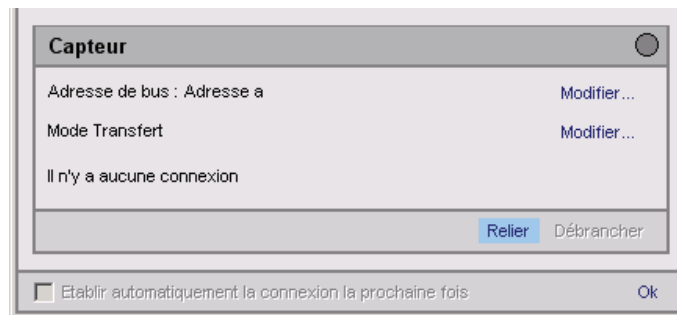 Capteur
Adresse de bus : Adresse a Modifier...
Mode Transfert Modifier...
Il n'y a aucune connexion
Relier Débrancher
Etablir automatiquement la connexion la prochaine fois Ok